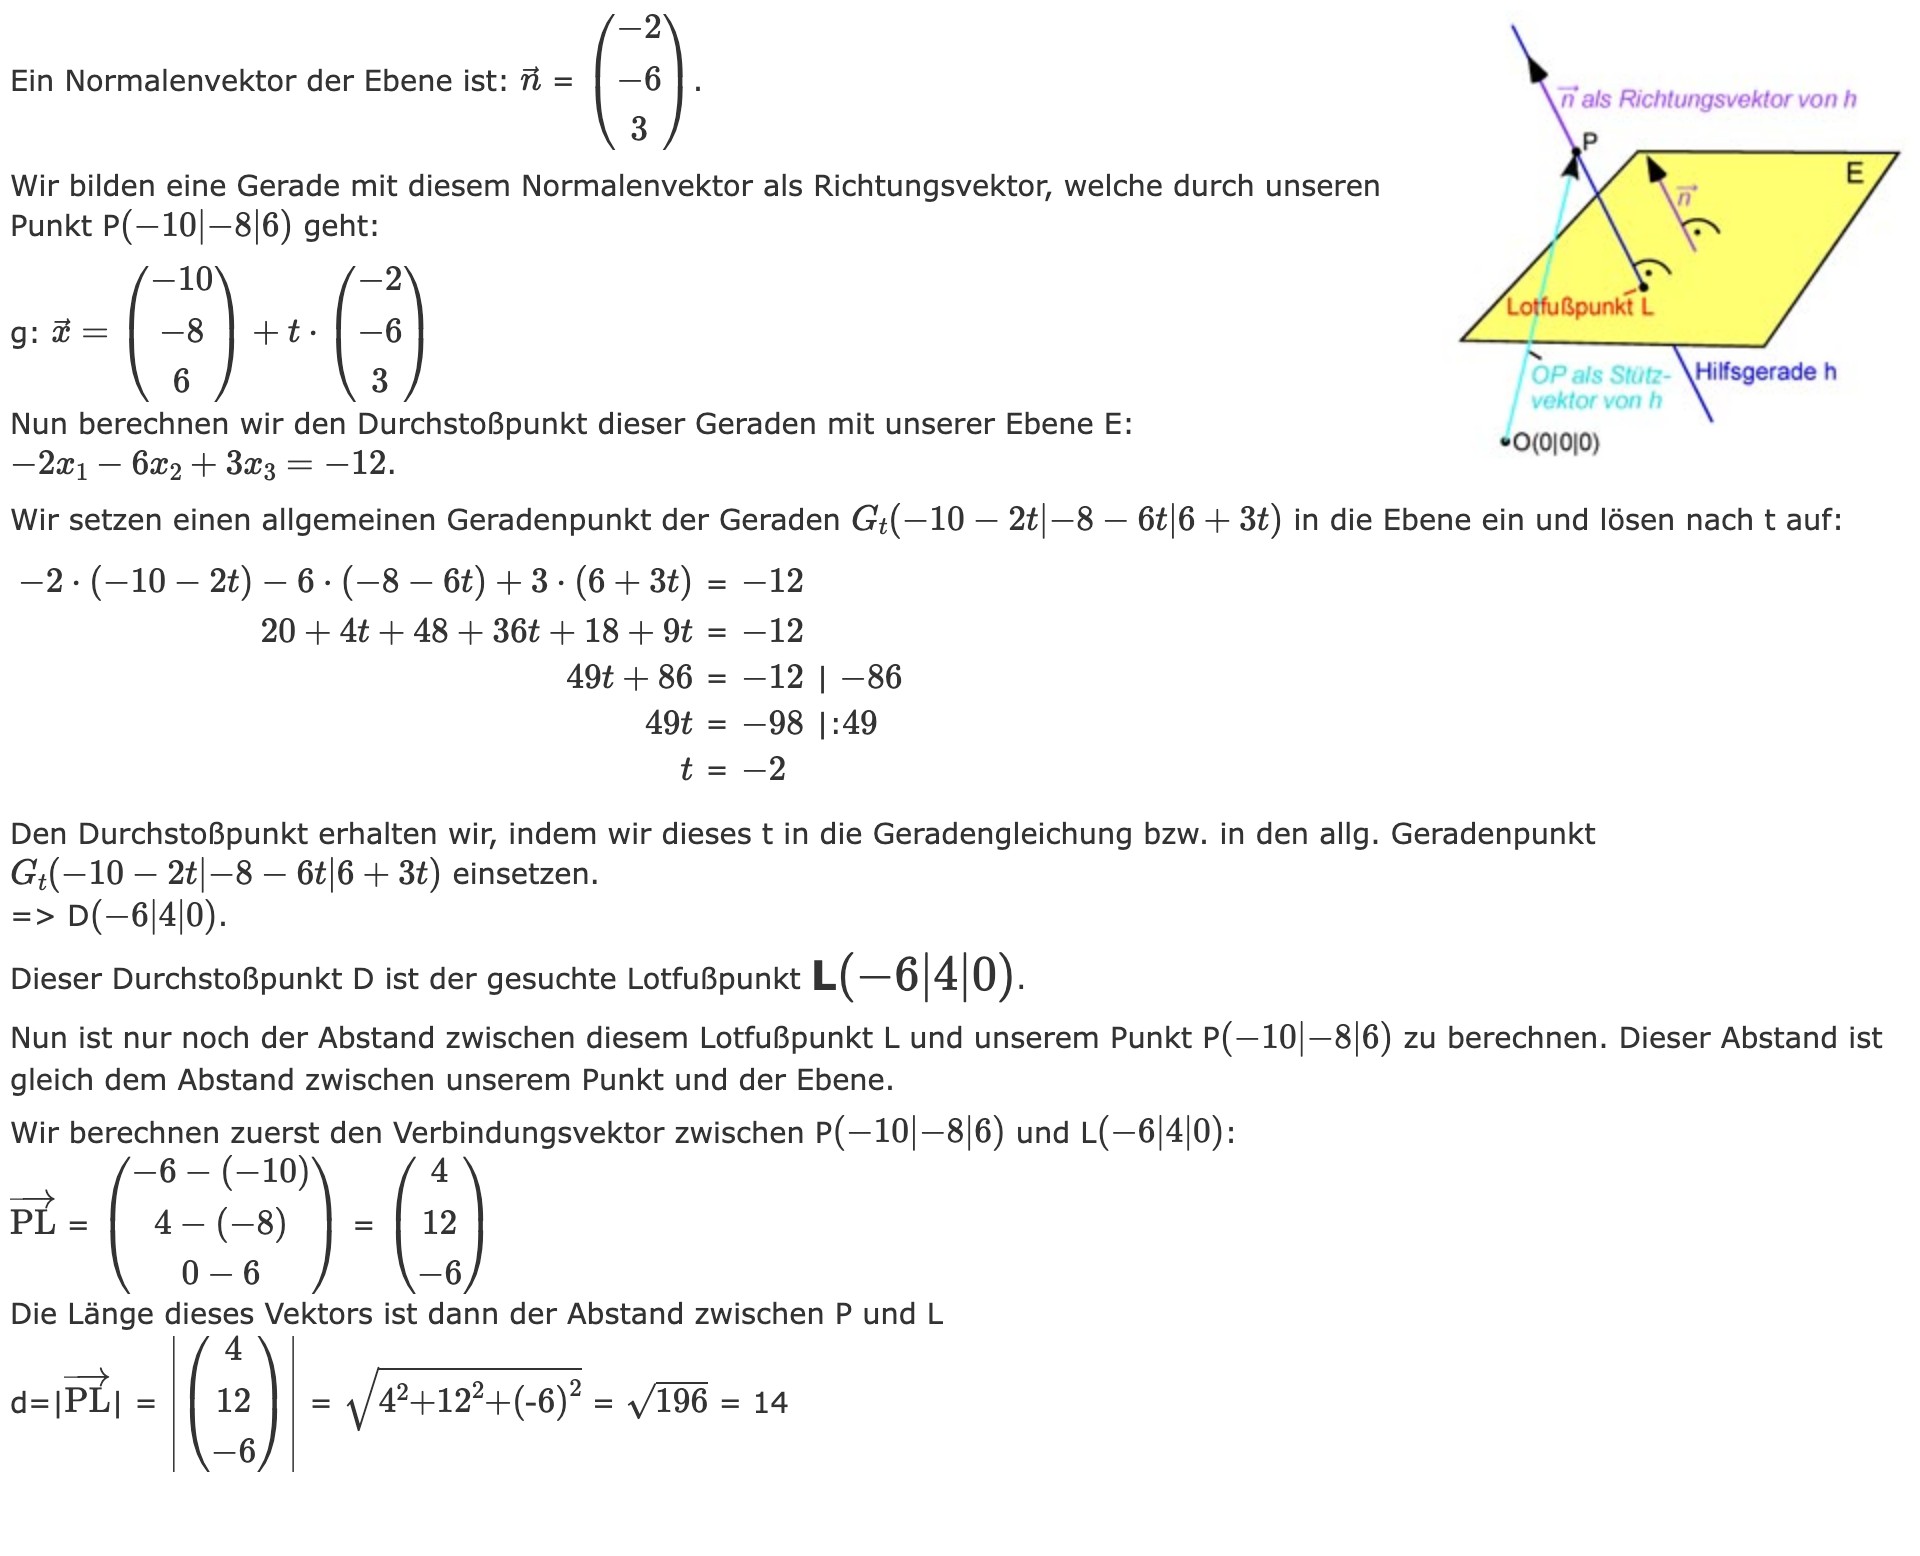 Ein Normalenvektor der Ebene ist: $\vec{n} = \begin{pmatrix} -2 \\ -6 \\ 3 \end{pmatrix}$.
Wir bilden eine Gerade mit diesem Normalenvektor als Richtungsvektor, welche durch unseren
Punkt P$(-10|-8|6)$ geht:
g: $\vec{x} = \begin{pmatrix} -10 \\ -8 \\ 6 \end{pmatrix} + t \cdot \begin{pmatrix} -2 \\ -6 \\ 3 \end{pmatrix}$
Nun berechnen wir den Durchstoßpunkt dieser Geraden mit unserer Ebene E:
$-2x_1 - 6x_2 + 3x_3 = -12$.
$\vec{n}$ als Richtungsvektor von h
P
E
$\vec{n}$
Lotfußpunkt L
OP als Stütz-
vektor von h
Hilfsgerade h
O(0|0|0)
Wir setzen einen allgemeinen Geradenpunkt der Geraden $G_t(-10 - 2t|-8 - 6t|6 + 3t)$ in die Ebene ein und lösen nach t auf:
$-2 \cdot (-10 - 2t) - 6 \cdot (-8 - 6t) + 3 \cdot (6 + 3t) = -12$
$20 + 4t + 48 + 36t + 18 + 9t = -12$
$49t + 86 = -12$ | $-86$
$49t = -98$ |:49
$t = -2$
Den Durchstoßpunkt erhalten wir, indem wir dieses t in die Geradengleichung bzw. in den allg. Geradenpunkt
$G_t(-10 - 2t|-8 - 6t|6 + 3t)$ einsetzen.
=> D$(-6|4|0)$.
Dieser Durchstoßpunkt D ist der gesuchte Lotfußpunkt L$(-6|4|0)$.
Nun ist nur noch der Abstand zwischen diesem Lotfußpunkt L und unserem Punkt P$(-10|-8|6)$ zu berechnen. Dieser Abstand ist
gleich dem Abstand zwischen unserem Punkt und der Ebene.
Wir berechnen zuerst den Verbindungsvektor zwischen P$(-10|-8|6)$ und L$(-6|4|0)$:
$\overrightarrow{\mathrm{PL}} = \begin{pmatrix} -6 - (-10) \\ 4 - (-8) \\ 0 - 6 \end{pmatrix} = \begin{pmatrix} 4 \\ 12 \\ -6 \end{pmatrix}$
Die Länge dieses Vektors ist dann der Abstand zwischen P und L
d=|$\overrightarrow{\mathrm{PL}}$| = $\left| \begin{pmatrix} 4 \\ 12 \\ -6 \end{pmatrix} \right| = \sqrt{4^2+12^2+(-6)^2} = \sqrt{196} = 14$